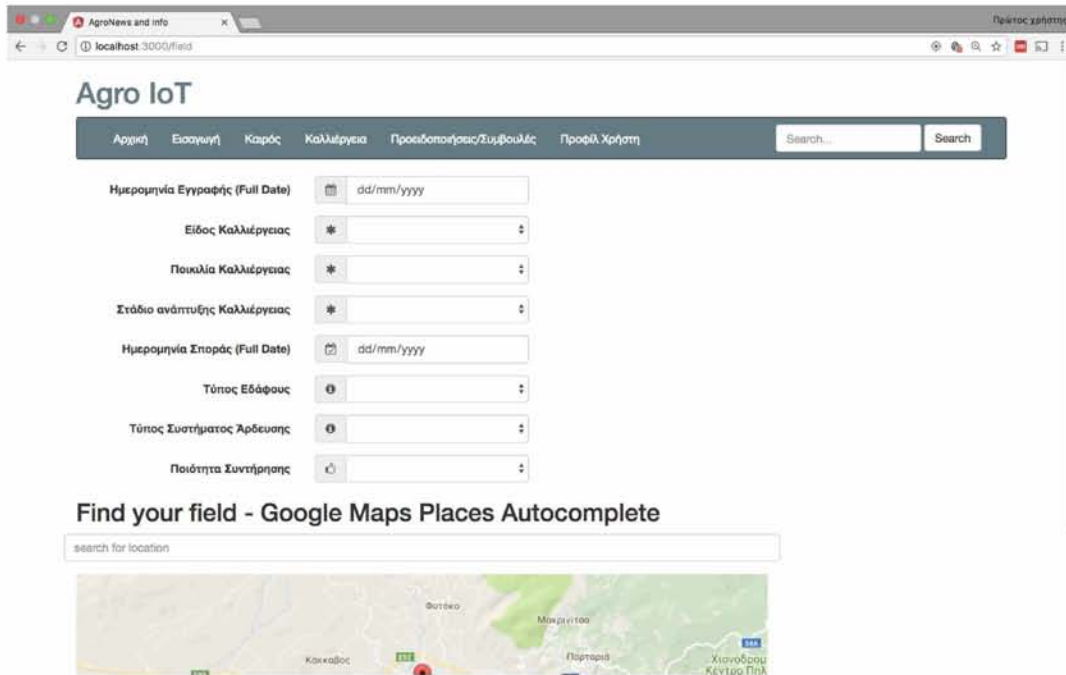 AgroNews and info
Πρώτος χρήστης
localhost:3000/field
Agro IoT
Αρχική Εισαγωγή Καιρός Καλλιέργεια Προειδοποιήσεις/Συμβουλές Προφίλ Χρήστη Search... Search
Ημερομηνία Εγγραφής (Full Date) dd/mm/yyyy
Είδος Καλλιέργειας
Ποικιλία Καλλιέργειας
Στάδιο ανάπτυξης Καλλιέργειας
Ημερομηνία Σποράς (Full Date) dd/mm/yyyy
Τύπος Εδάφους
Τύπος Συστήματος Άρδευσης
Ποιότητα Συντήρησης
Find your field - Google Maps Places Autocomplete
search for location
Φυτόκο
Μακρινίτσα
Κακκαβος
Πορταριά
Χιονοδρομ
Κέντρο Πηλ